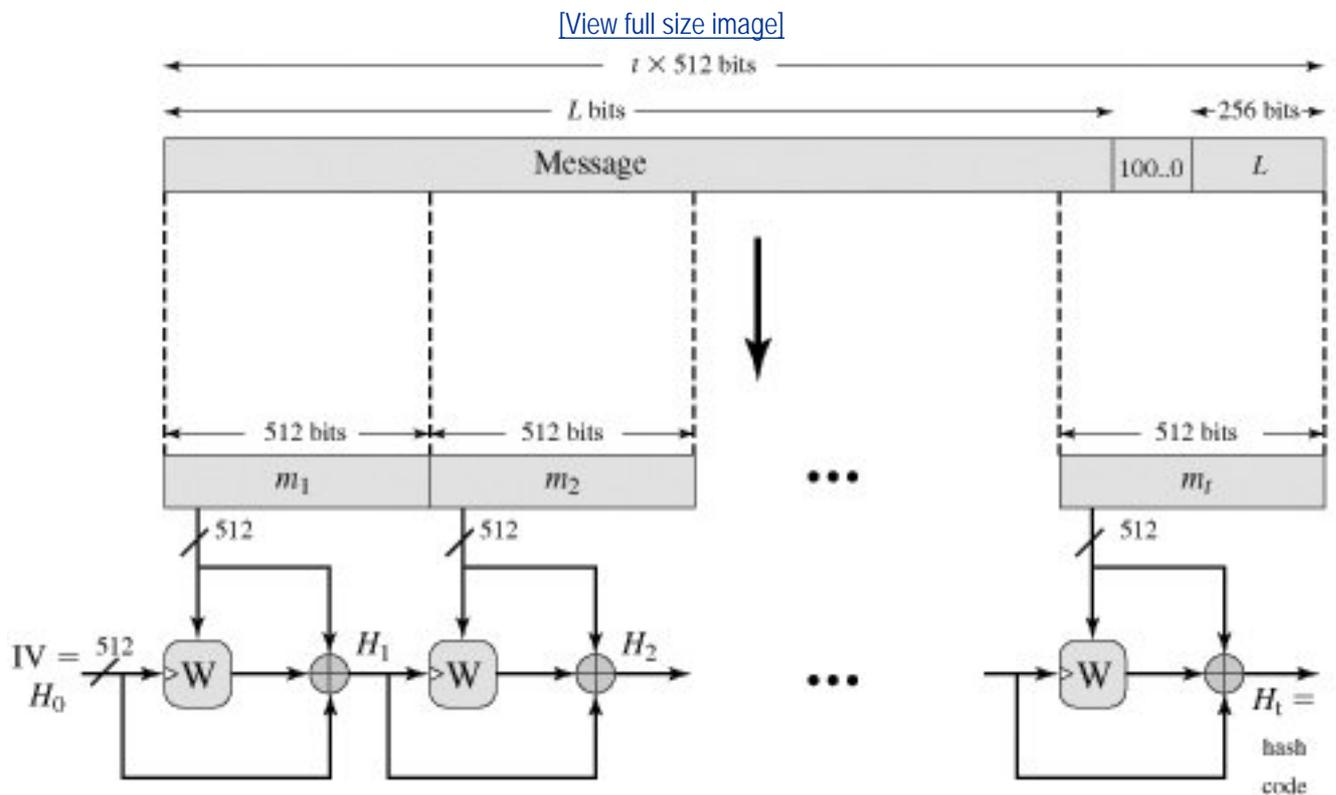 [View full size image]
t × 512 bits
L bits
256 bits
Message
100..0
L
512 bits
512 bits
512 bits
m1
m2
mt
512
512
512
IV =
512
H0
W
H1
W
H2
W
Ht =
hash
code